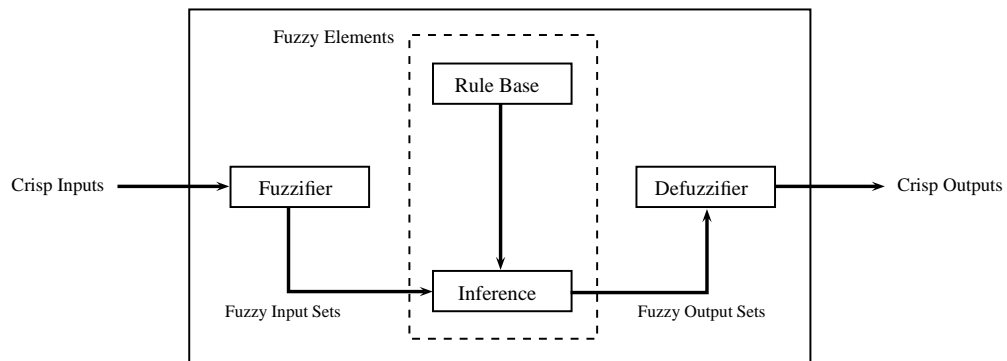 Fuzzy Elements
Rule Base
Crisp Inputs
Fuzzifier
Defuzzifier
Crisp Outputs
Inference
Fuzzy Input Sets
Fuzzy Output Sets